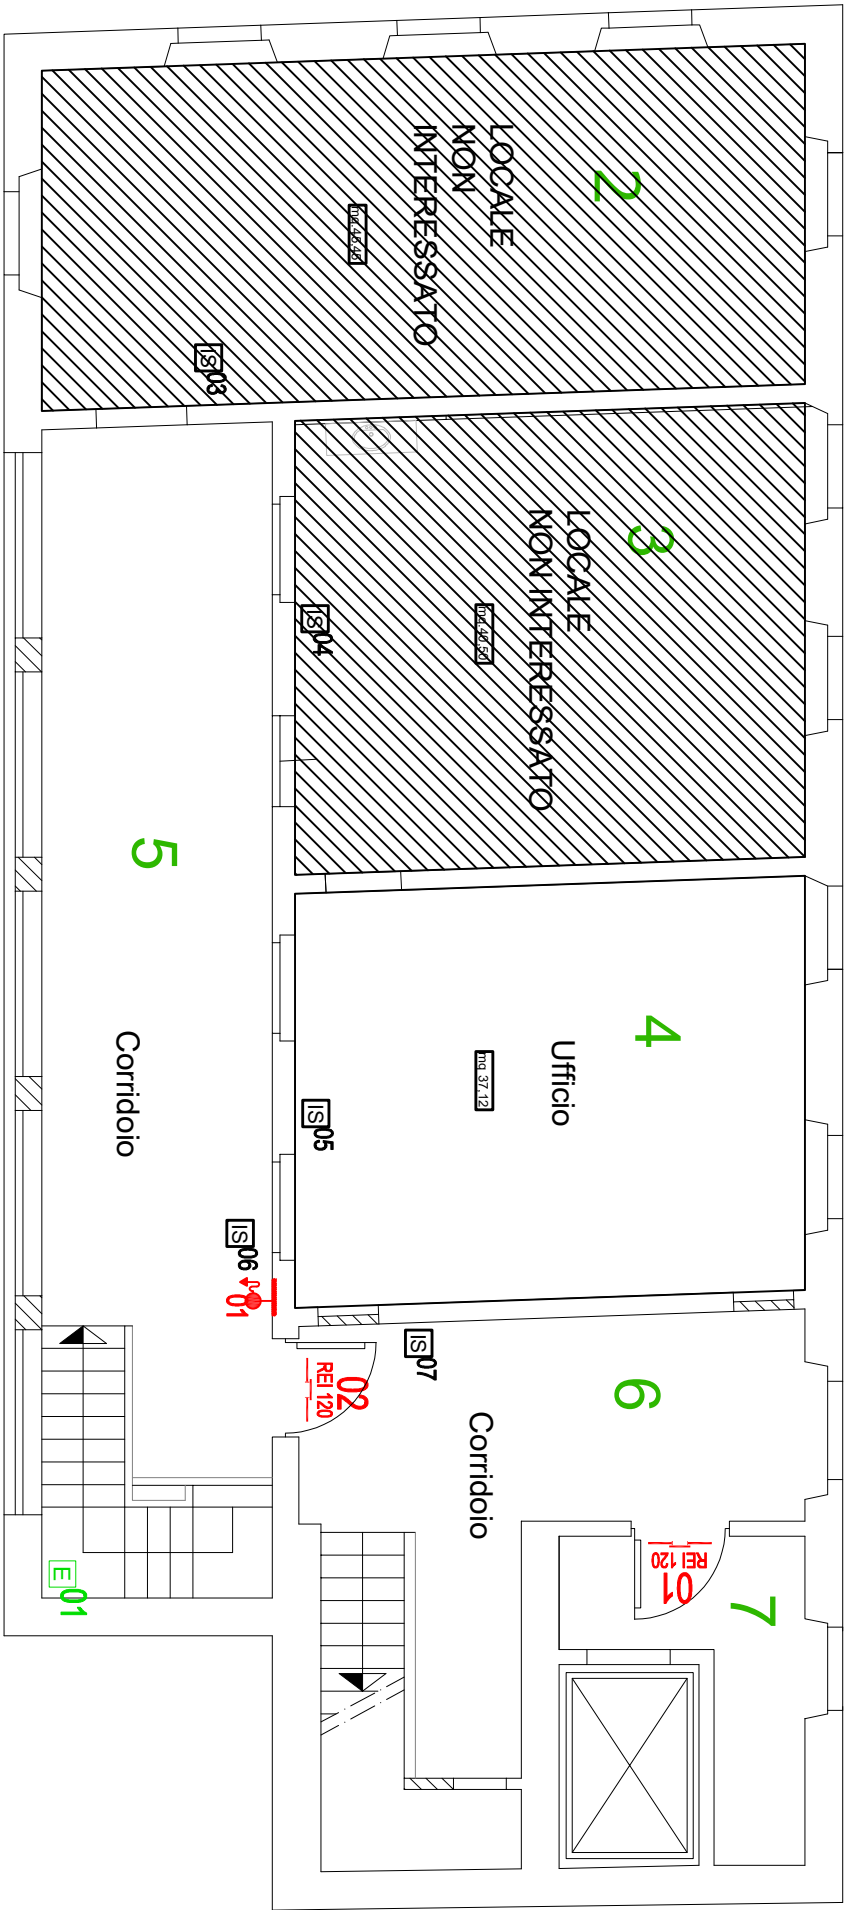 2
LOCALE
NON
INTERESSATO
mq.45,45
IS 03
3
LOCALE
NON INTERESSATO
mq.40,50
IS 04
4
Ufficio
mq 37,12
IS 05
5
Corridoio
IS 06
01
02
REI 120
IS 07
6
Corridoio
REI 120
01
7
E 01